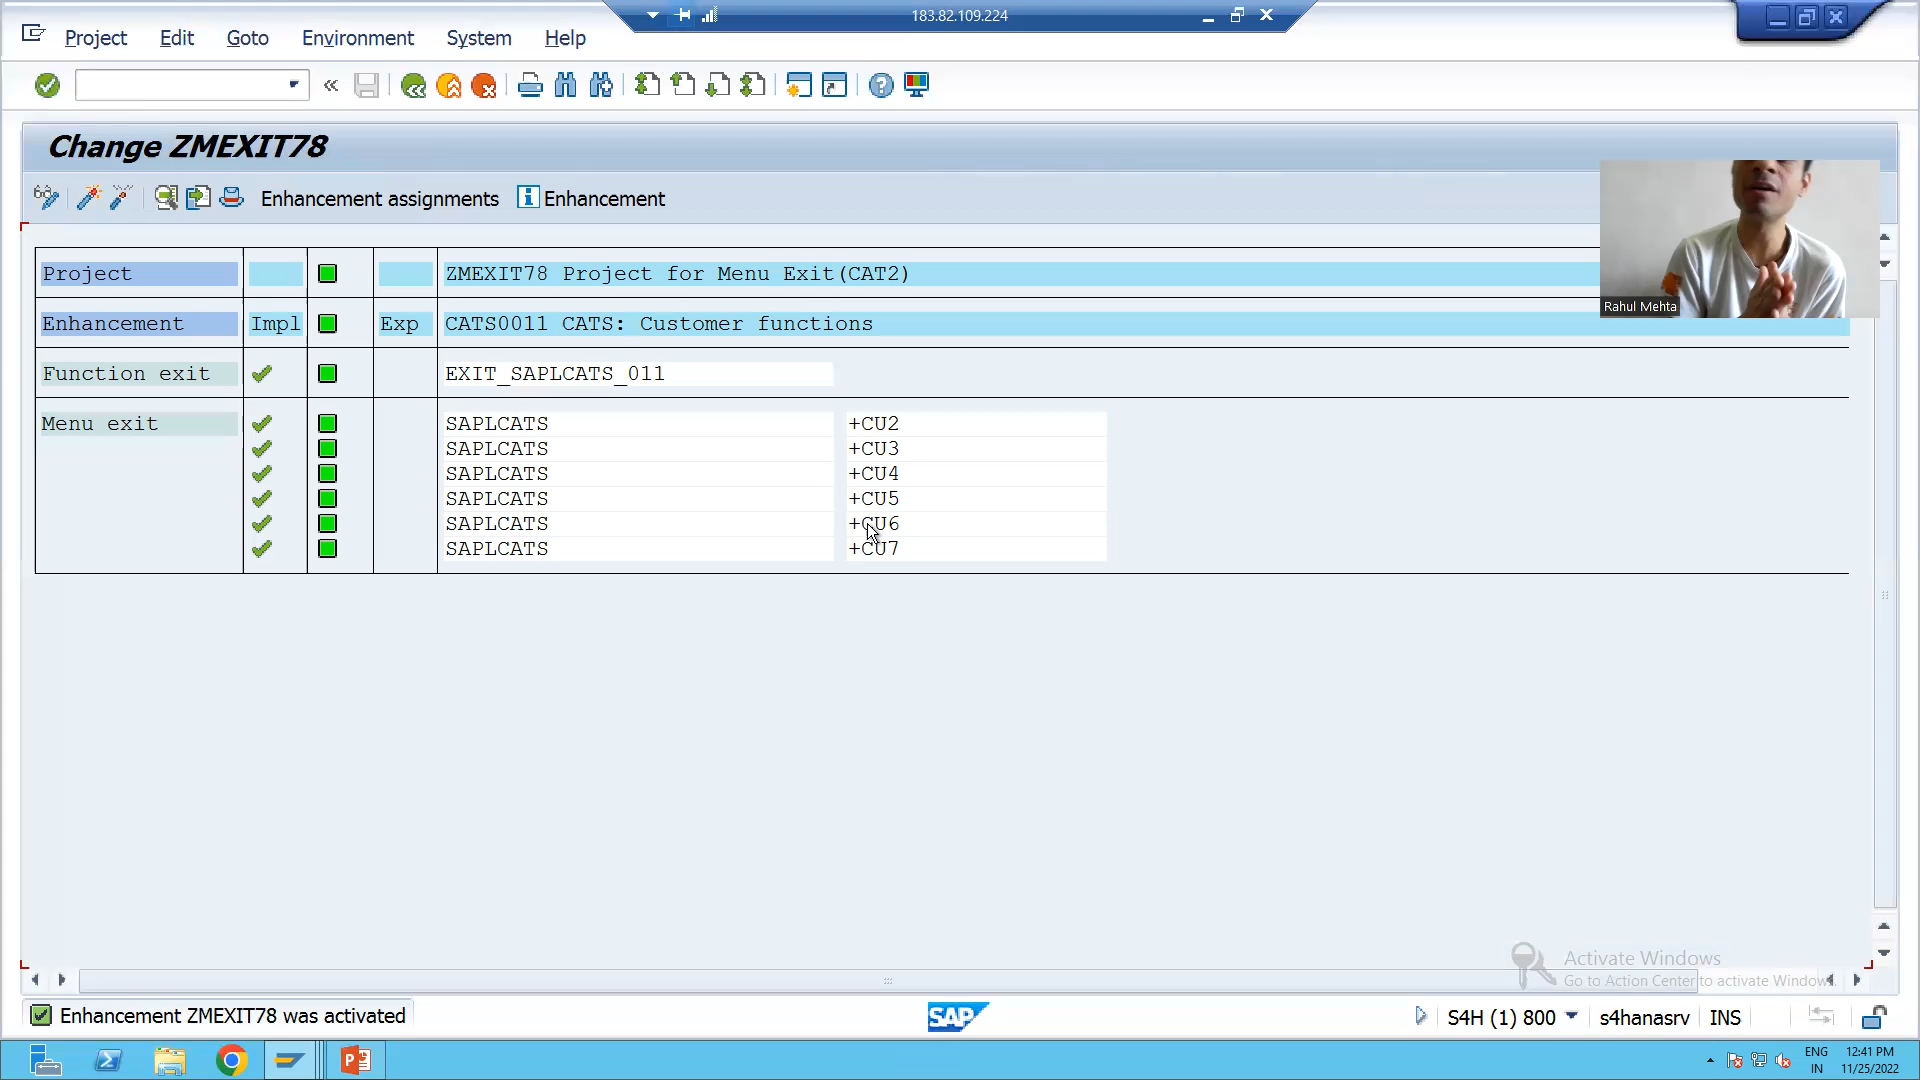 183.82.109.224
Project Edit Goto Environment System Help
Change ZMEXIT78
Enhancement assignments Enhancement
Project ZMEXIT78 Project for Menu Exit(CAT2)
Enhancement Impl Exp CATS0011 CATS: Customer functions
Function exit EXIT_SAPLCATS_011
Menu exit SAPLCATS +CU2
SAPLCATS +CU3
SAPLCATS +CU4
SAPLCATS +CU5
SAPLCATS +CU6
SAPLCATS +CU7
Rahul Mehta
Activate Windows
Go to Action Center to activate Windows.
Enhancement ZMEXIT78 was activated
SAP
S4H (1) 800 s4hanasrv INS
ENG 12:41 PM
IN 11/25/2022